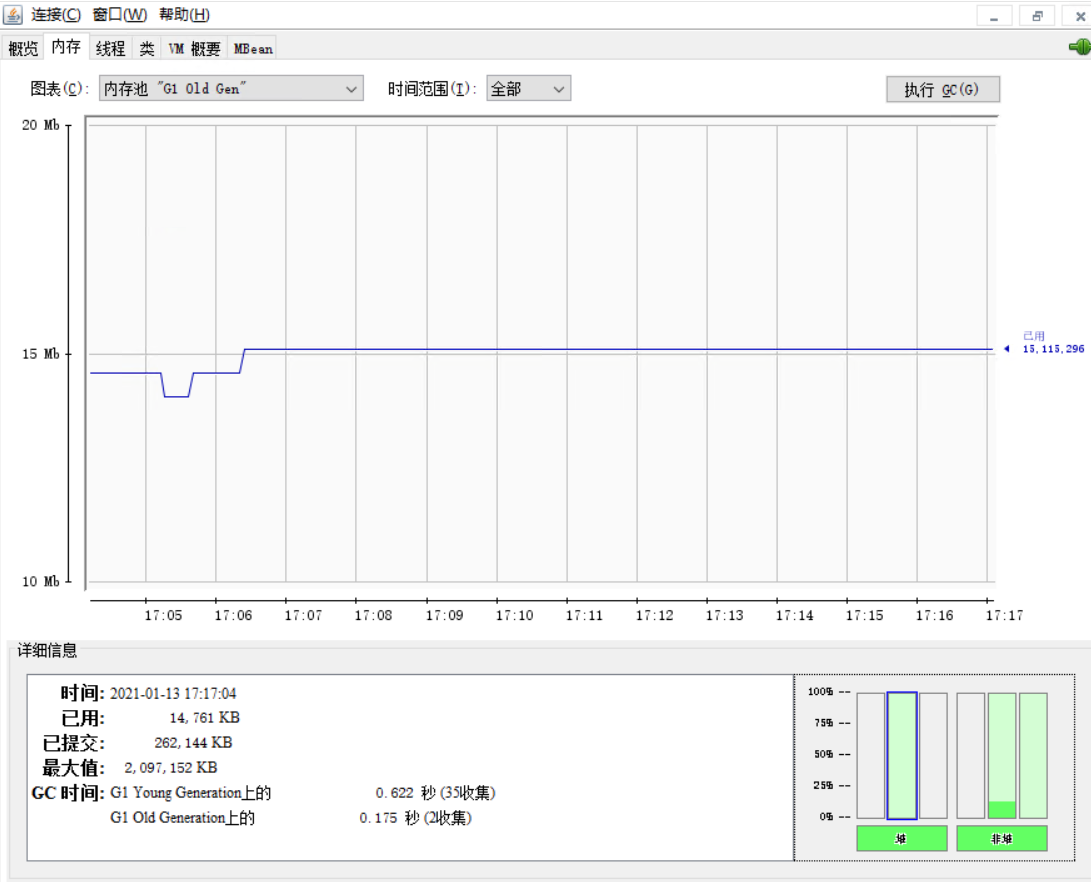 连接(C) 窗口(W) 帮助(H)
概览 内存 线程 类 VM 概要 MBean
图表(C): 内存池 "G1 Old Gen" 时间范围(I): 全部 执行 GC(G)
20 Mb
15 Mb
10 Mb
已用
15,115,296
17:05 17:06 17:07 17:08 17:09 17:10 17:11 17:12 17:13 17:14 17:15 17:16 17:17
详细信息
时间: 2021-01-13 17:17:04
已用: 14,761 KB
已提交: 262,144 KB
最大值: 2,097,152 KB
GC 时间: G1 Young Generation上的 0.622 秒 (35收集)
G1 Old Generation上的 0.175 秒 (2收集)
100% --
75% --
50% --
25% --
0% --
堆 非堆